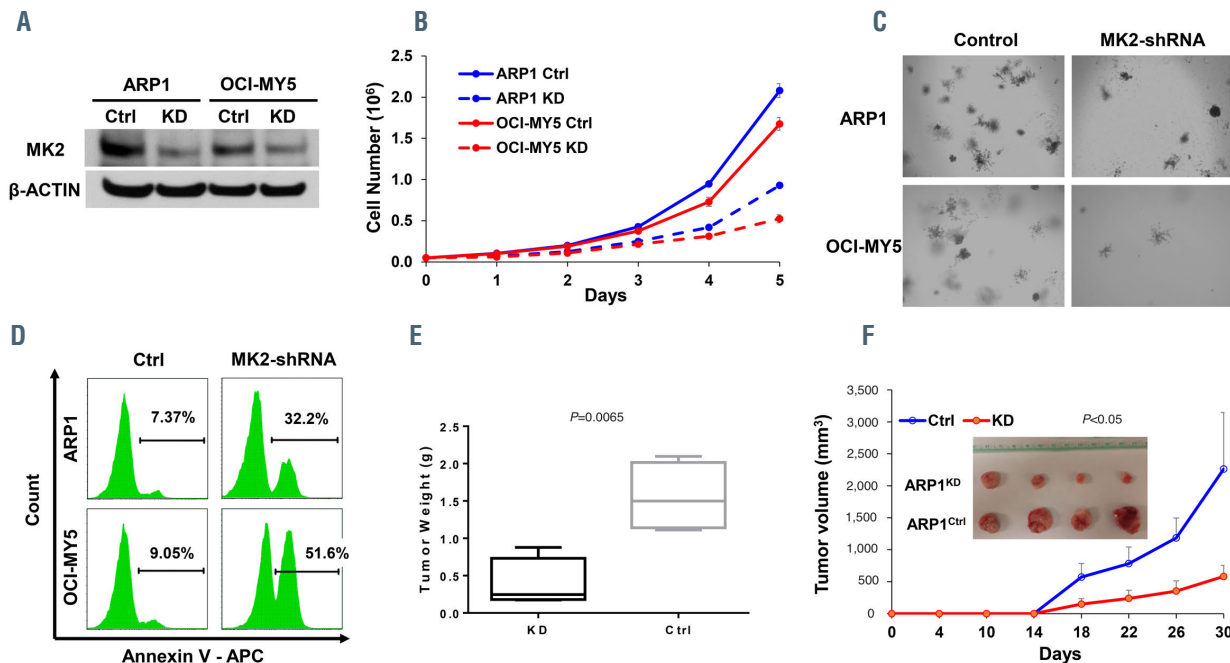 A
ARP1 OCI-MY5
Ctrl KD Ctrl KD
MK2
β-ACTIN
B
Cell Number (10⁶)
2.5
2.0
1.5
1.0
0.5
0.0
ARP1 Ctrl
ARP1 KD
OCI-MY5 Ctrl
OCI-MY5 KD
0 1 2 3 4 5
Days
C
Control MK2-shRNA
ARP1
OCI-MY5
D
Ctrl MK2-shRNA
Count
ARP1
7.37% 32.2%
OCI-MY5
9.05% 51.6%
Annexin V - APC
E
P=0.0065
Tumor Weight (g)
2.5
2.0
1.5
1.0
0.5
0.0
KD Ctrl
F
Tumor volume (mm³)
3,500
3,000
2,500
2,000
1,500
1,000
500
0
Ctrl KD
P<0.05
ARP1ᴷᴰ
ARP1ᶜᵗʳˡ
0 4 10 14 18 22 26 30
Days